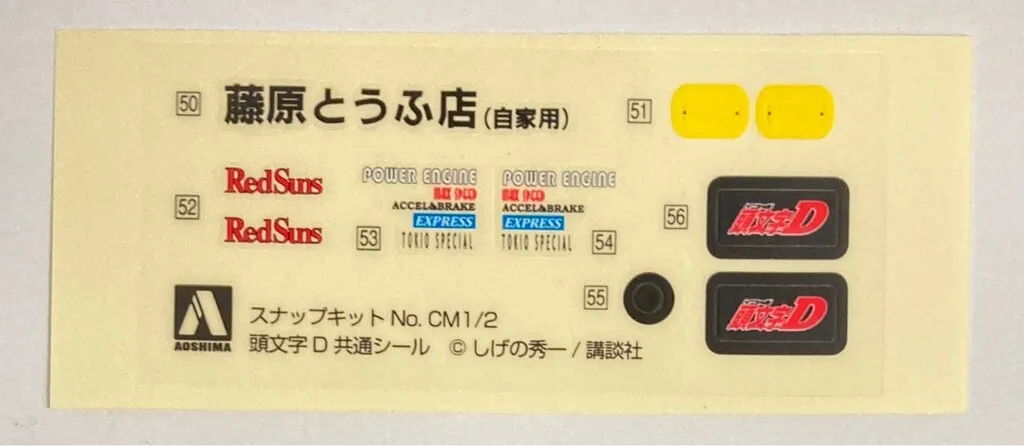 50 藤原とうふ店(自家用) 51
52 RedSuns
RedSuns
53 POWER ENGINE
ACCEL&BRAKE
EXPRESS
TOKIO SPECIAL
54 POWER ENGINE
ACCEL&BRAKE
EXPRESS
TOKIO SPECIAL
56 頭文字D
頭文字D
55
AOSHIMA
スナップキット No. CM1/2
頭文字 D 共通シール © しげの秀一 / 講談社